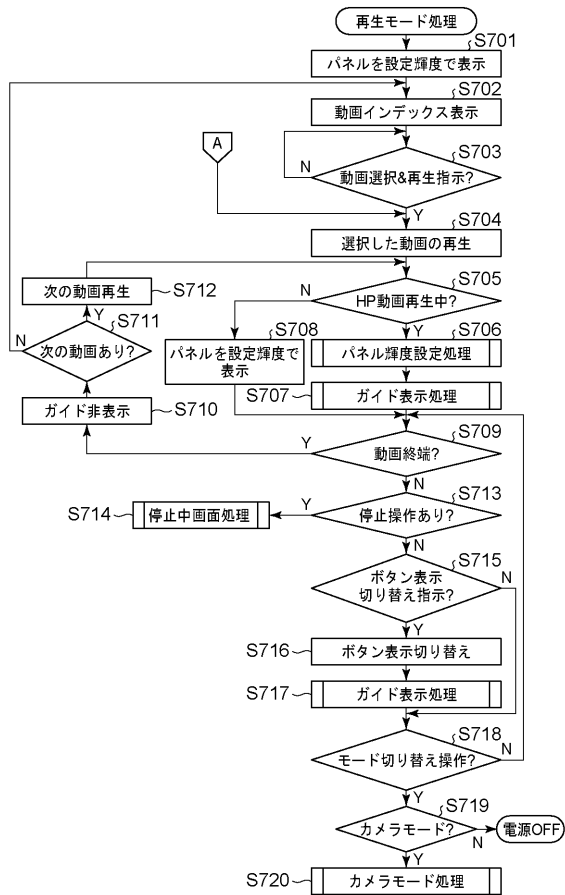 再生モード処理
S701
パネルを設定輝度で表示
S702
動画インデックス表示
A
S703
N
動画選択&再生指示?
Y
S704
選択した動画の再生
次の動画再生
S712
S705
N
HP動画再生中?
Y
S711
Y
N
次の動画あり?
S708
パネルを設定輝度で
表示
S706
パネル輝度設定処理
S707
ガイド表示処理
ガイド非表示
S710
S709
Y
動画終端?
N
S713
S714
停止中画面処理
Y
停止操作あり?
N
S715
ボタン表示
切り替え指示?
N
Y
S716
ボタン表示切り替え
S717
ガイド表示処理
S718
モード切り替え操作?
N
Y
S719
カメラモード?
N
電源OFF
Y
S720
カメラモード処理